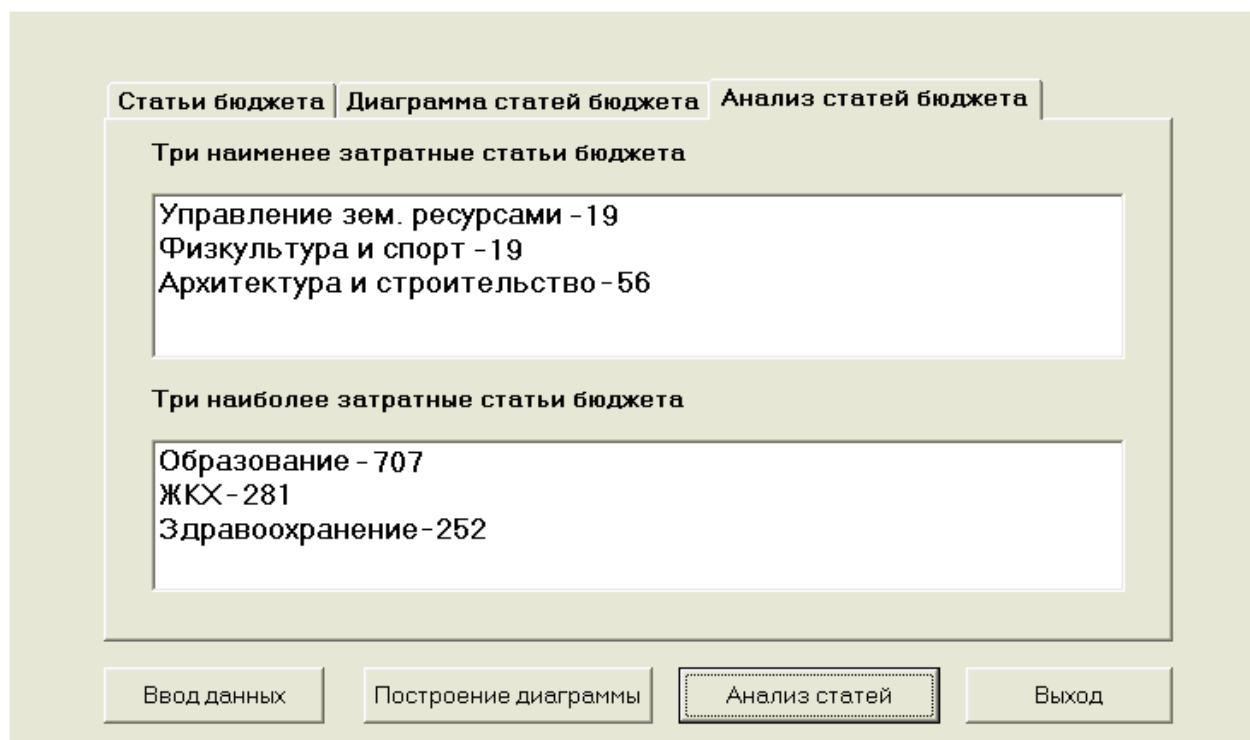 Статьи бюджета Диаграмма статей бюджета Анализ статей бюджета
Три наименее затратные статьи бюджета
Управление зем. ресурсами -19
Физкультура и спорт -19
Архитектура и строительство-56
Три наиболее затратные статьи бюджета
Образование -707
ЖКХ-281
Здравоохранение-252
Ввод данных Построение диаграммы Анализ статей Выход